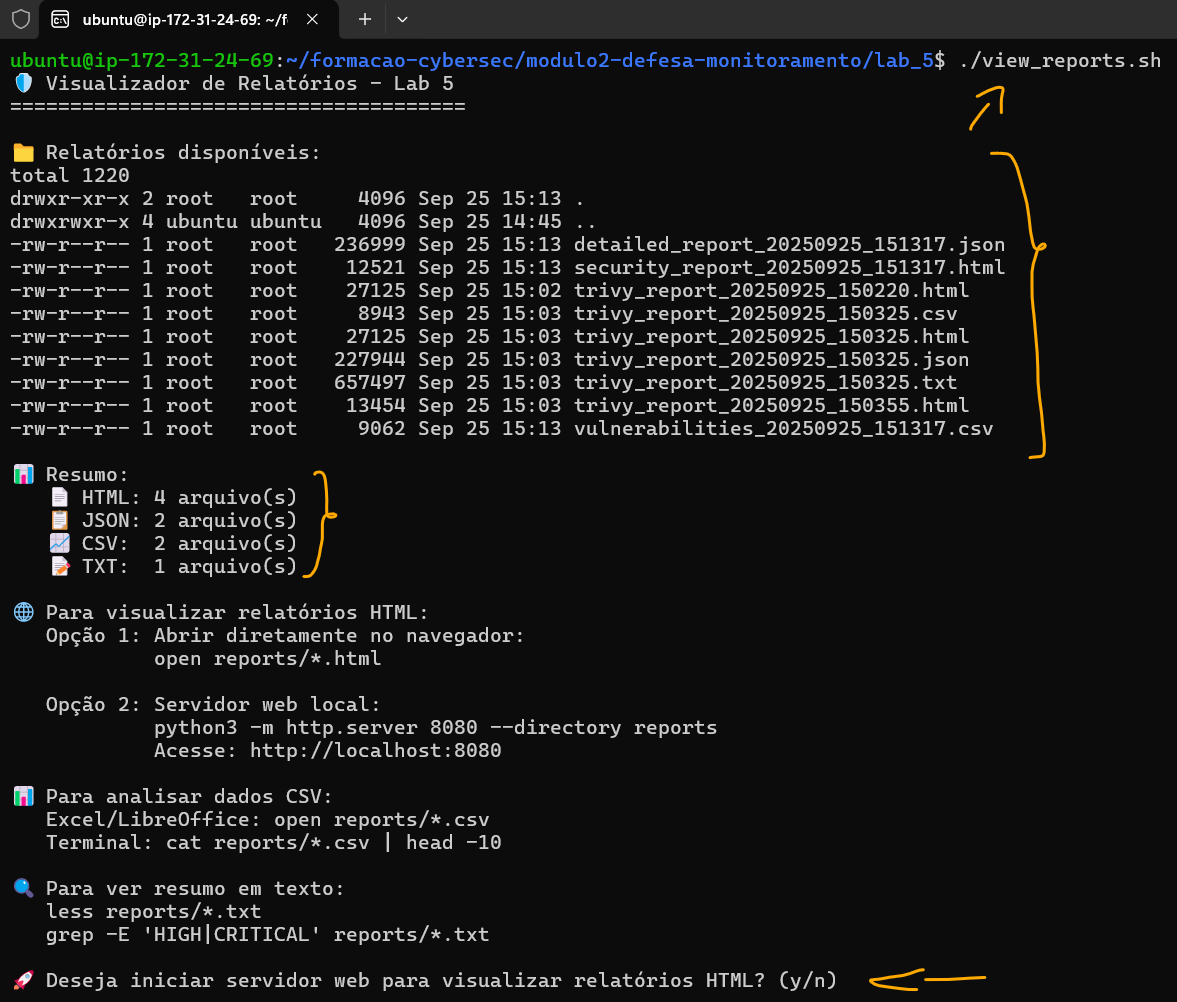 ubuntu@ip-172-31-24-69: ~/f
ubuntu@ip-172-31-24-69:~/formacao-cybersec/modulo2-defesa-monitoramento/lab_5$ ./view_reports.sh
Visualizador de Relatórios - Lab 5
======================================
Relatórios disponíveis:
total 1220
drwxr-xr-x 2 root   root     4096 Sep 25 15:13 .
drwxrwxr-x 4 ubuntu ubuntu   4096 Sep 25 14:45 ..
-rw-r--r-- 1 root   root   236999 Sep 25 15:13 detailed_report_20250925_151317.json
-rw-r--r-- 1 root   root    12521 Sep 25 15:13 security_report_20250925_151317.html
-rw-r--r-- 1 root   root    27125 Sep 25 15:02 trivy_report_20250925_150220.html
-rw-r--r-- 1 root   root     8943 Sep 25 15:03 trivy_report_20250925_150325.csv
-rw-r--r-- 1 root   root    27125 Sep 25 15:03 trivy_report_20250925_150325.html
-rw-r--r-- 1 root   root   227944 Sep 25 15:03 trivy_report_20250925_150325.json
-rw-r--r-- 1 root   root   657497 Sep 25 15:03 trivy_report_20250925_150325.txt
-rw-r--r-- 1 root   root    13454 Sep 25 15:03 trivy_report_20250925_150355.html
-rw-r--r-- 1 root   root     9062 Sep 25 15:13 vulnerabilities_20250925_151317.csv
Resumo:
HTML: 4 arquivo(s)
JSON: 2 arquivo(s)
CSV:  2 arquivo(s)
TXT:  1 arquivo(s)
Para visualizar relatórios HTML:
Opção 1: Abrir diretamente no navegador:
open reports/*.html
Opção 2: Servidor web local:
python3 -m http.server 8080 --directory reports
Acesse: http://localhost:8080
Para analisar dados CSV:
Excel/LibreOffice: open reports/*.csv
Terminal: cat reports/*.csv | head -10
Para ver resumo em texto:
less reports/*.txt
grep -E 'HIGH|CRITICAL' reports/*.txt
Deseja iniciar servidor web para visualizar relatórios HTML? (y/n)